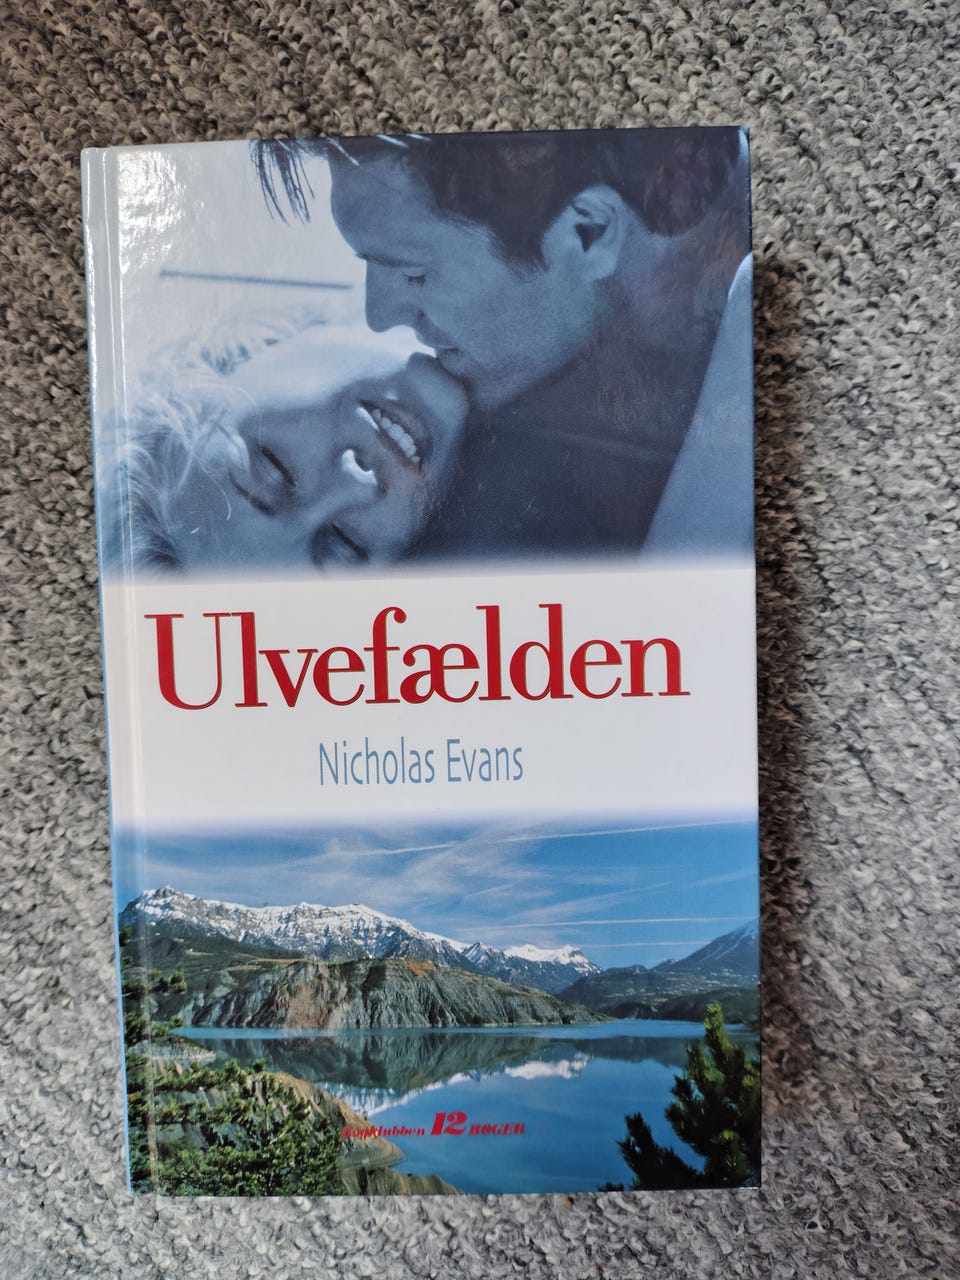 Ulvefælden
Nicholas Evans
Bogklubben 12 BØGER